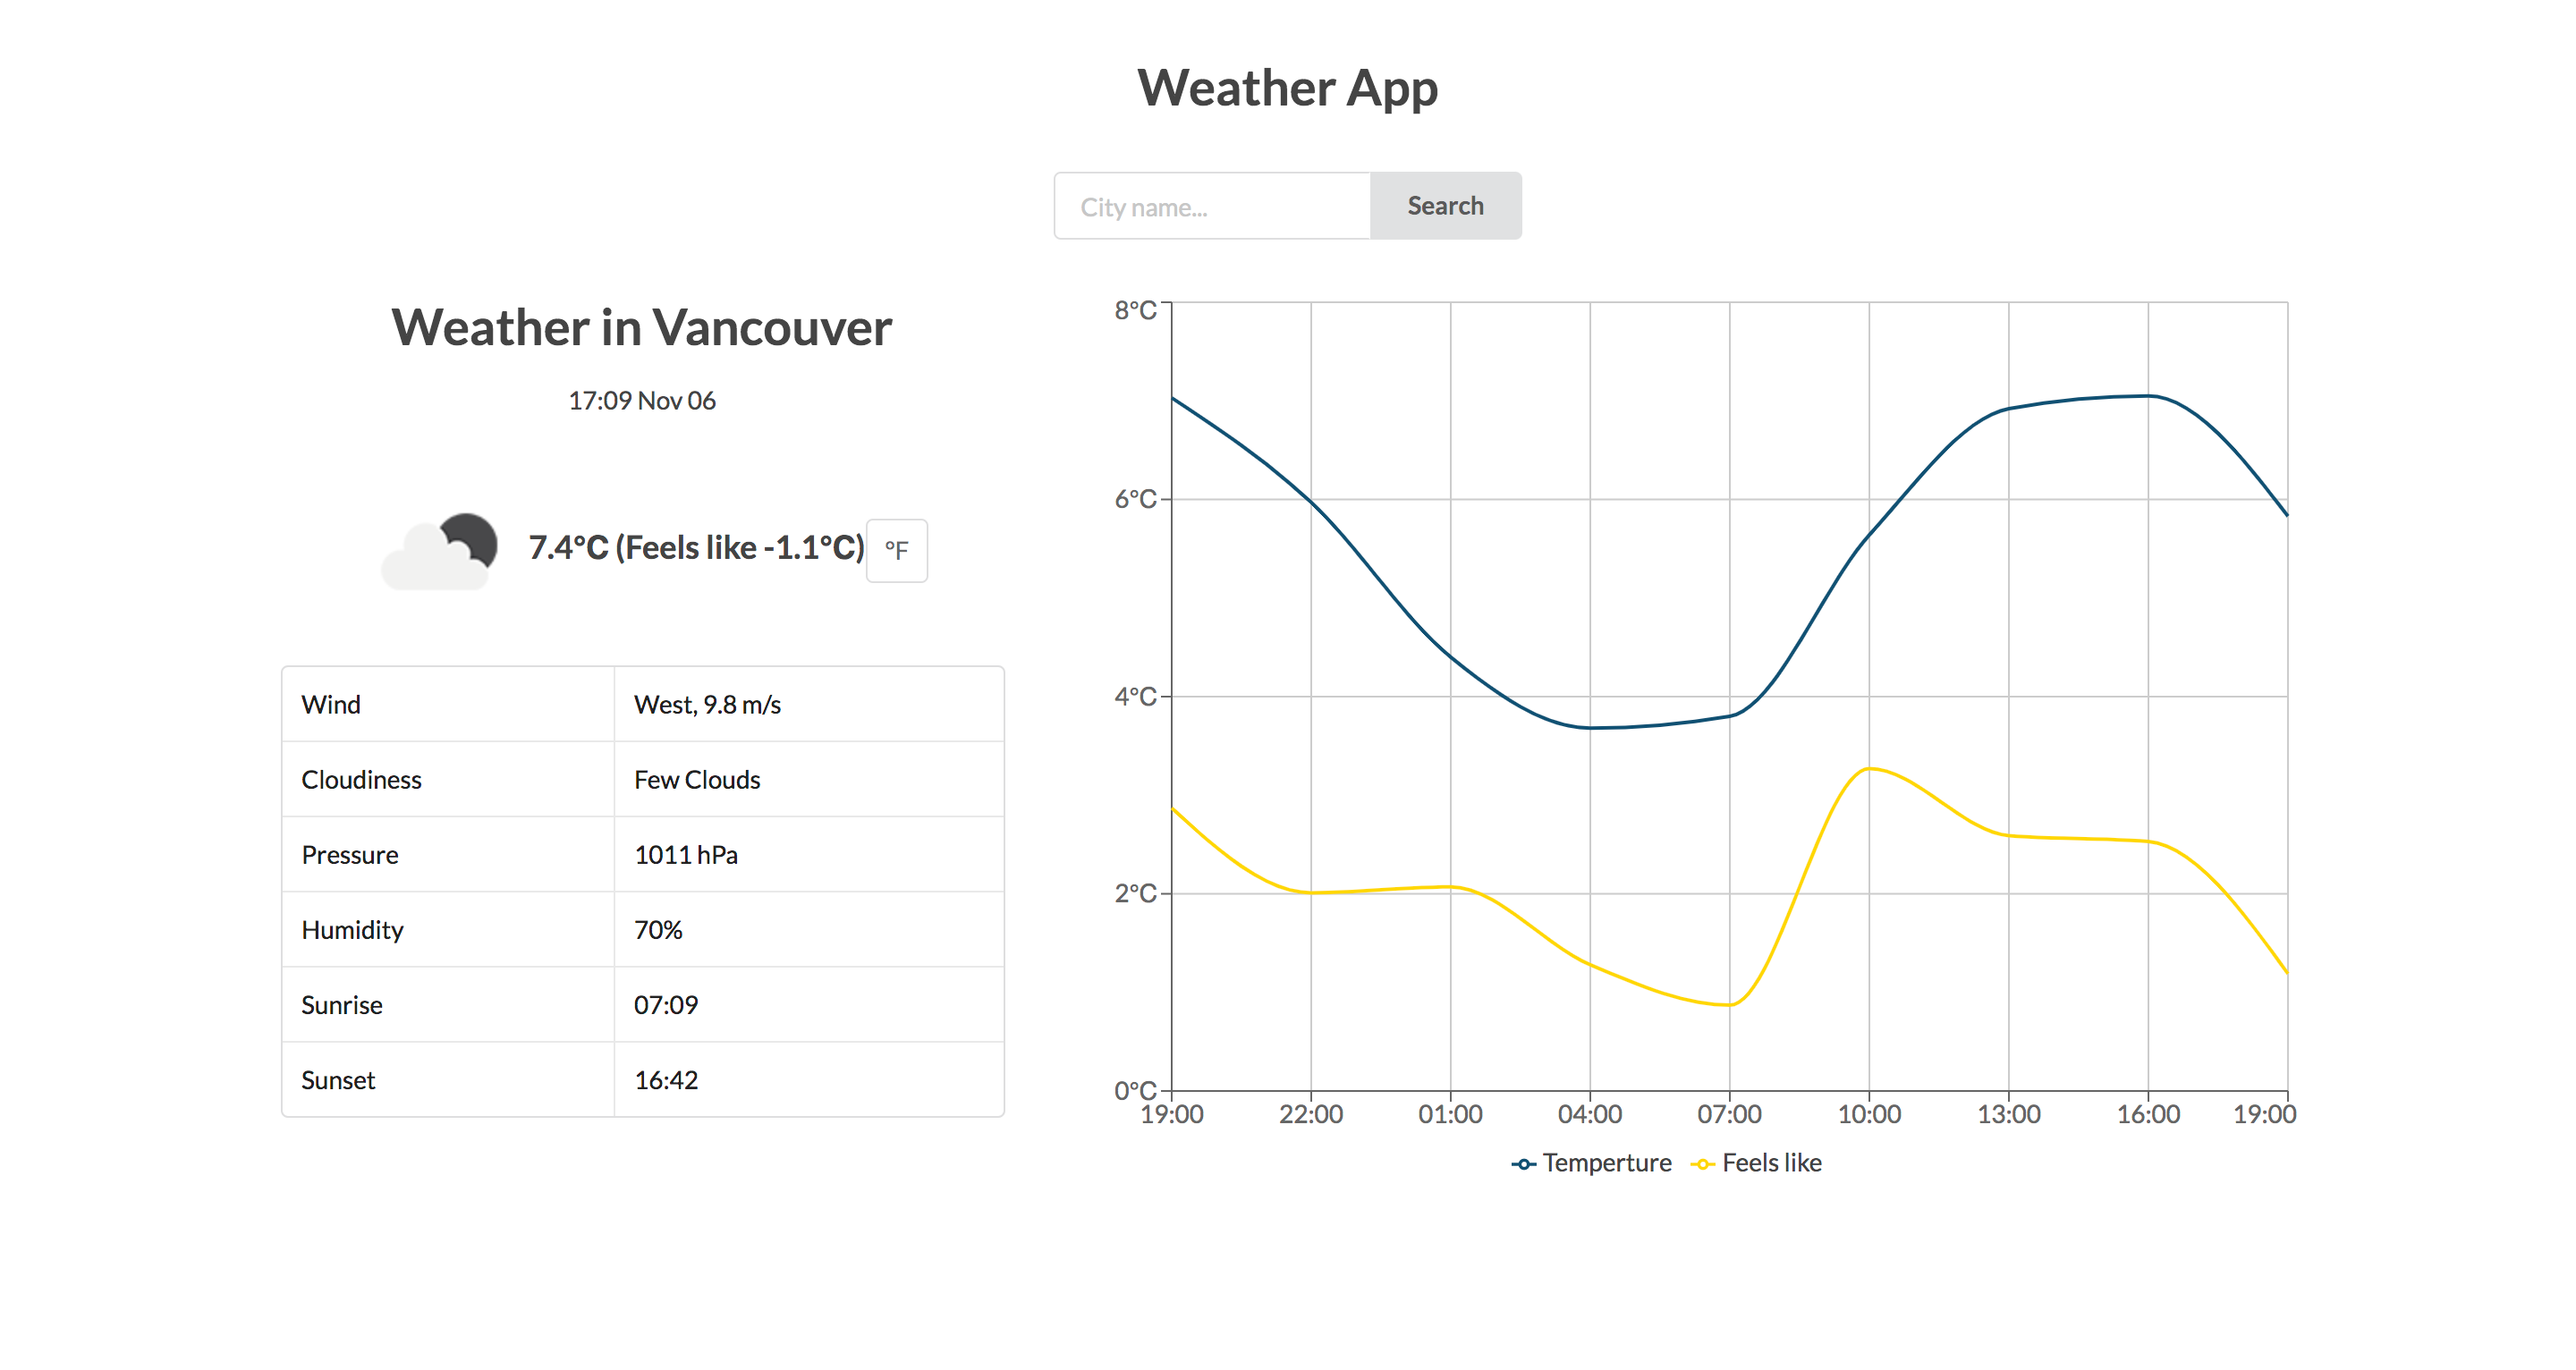 Weather App
City name...
Search
Weather in Vancouver
17:09 Nov 06
7.4°C (Feels like -1.1°C)
°F
Wind West, 9.8 m/s
Cloudiness Few Clouds
Pressure 1011 hPa
Humidity 70%
Sunrise 07:09
Sunset 16:42
8°C
6°C
4°C
2°C
0°C
19:00 22:00 01:00 04:00 07:00 10:00 13:00 16:00 19:00
Temperture Feels like